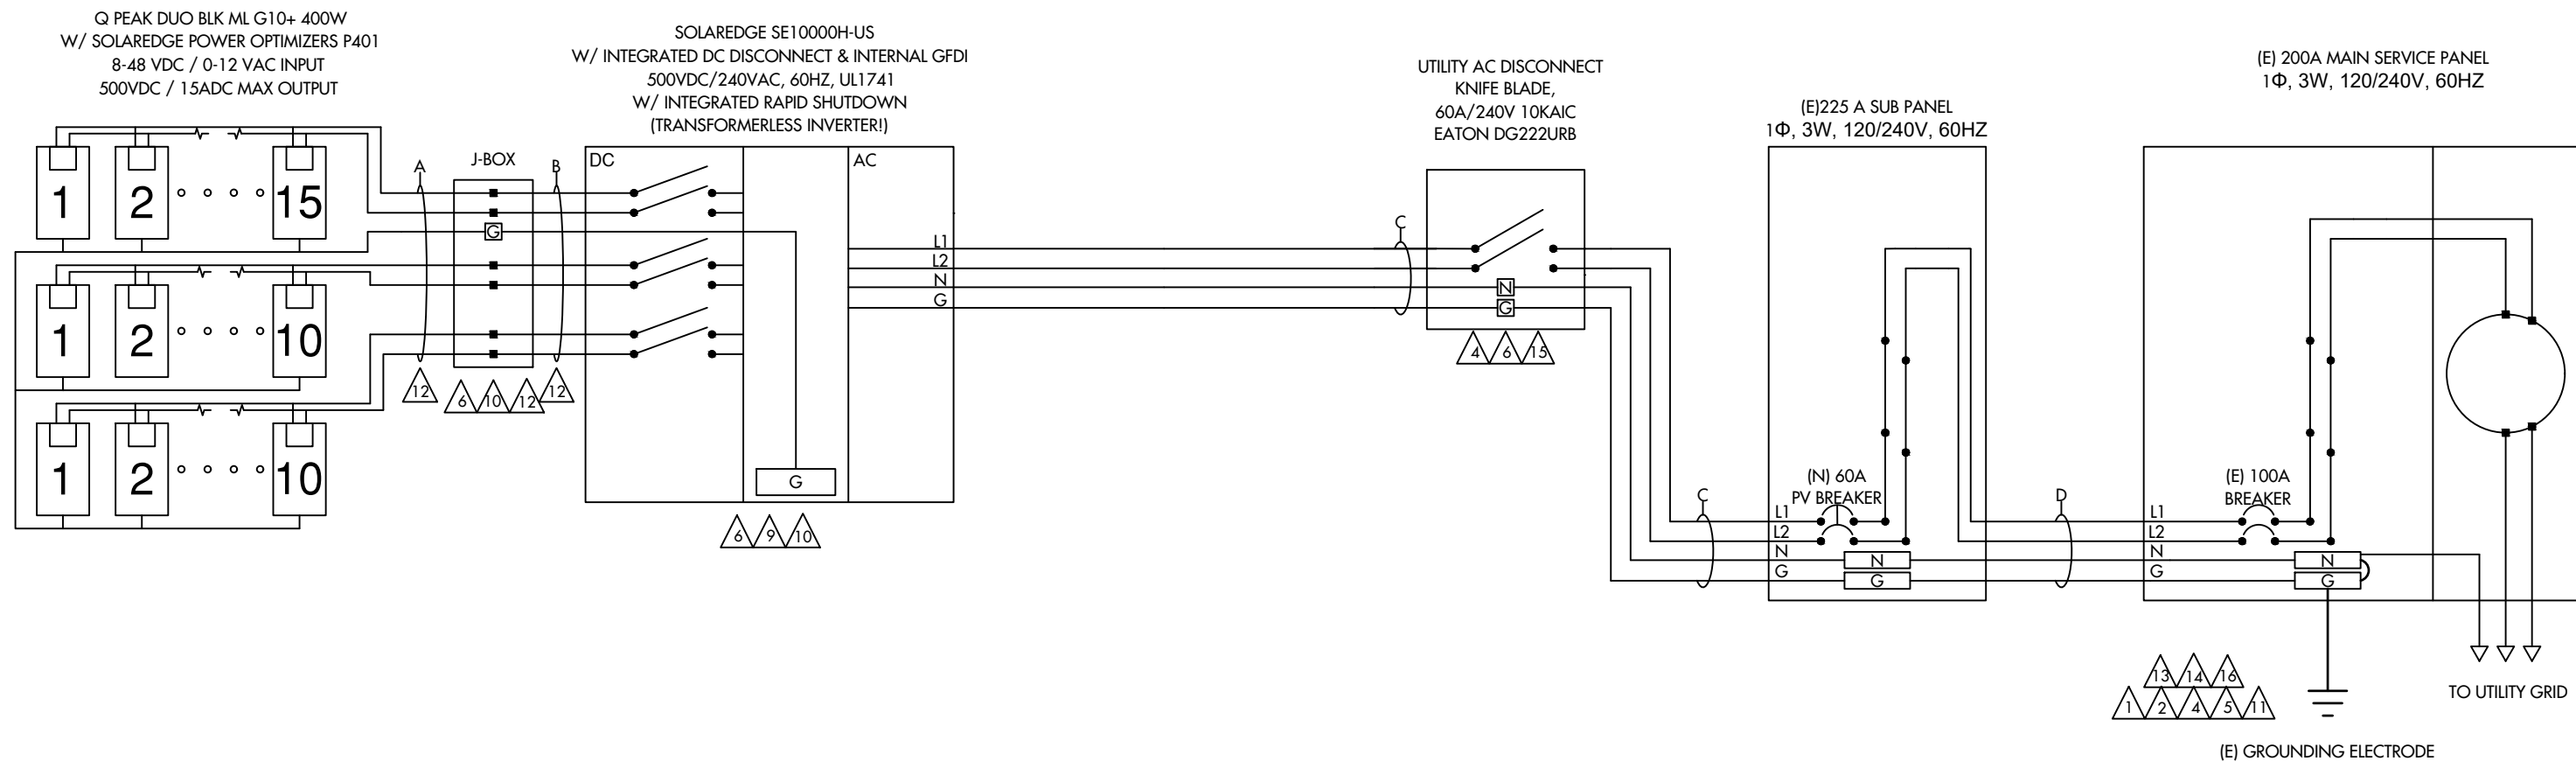 Q PEAK DUO BLK ML G10+ 400W
W/ SOLAREDGE POWER OPTIMIZERS P401
8-48 VDC / 0-12 VAC INPUT
500VDC / 15ADC MAX OUTPUT
SOLAREDGE SE10000H-US
W/ INTEGRATED DC DISCONNECT & INTERNAL GFDI
500VDC/240VAC, 60HZ, UL1741
W/ INTEGRATED RAPID SHUTDOWN
(TRANSFORMERLESS INVERTER!)
UTILITY AC DISCONNECT
KNIFE BLADE,
60A/240V 10KAIC
EATON DG222URB
(E)225 A SUB PANEL
1Φ, 3W, 120/240V, 60HZ
(E) 200A MAIN SERVICE PANEL
1Φ, 3W, 120/240V, 60HZ
1 2 15
1 2 10
1 2 10
A
J-BOX
B
G
12
6 10 12
12
DC
AC
G
6 9 10
L1
L2
N
G
C
N
G
4 6 15
C
(N) 60A
PV BREAKER
L1
L2
N
G
N
G
D
(E) 100A
BREAKER
L1
L2
N
G
N
G
13 14 16
1 2 4 5 11
TO UTILITY GRID
(E) GROUNDING ELECTRODE